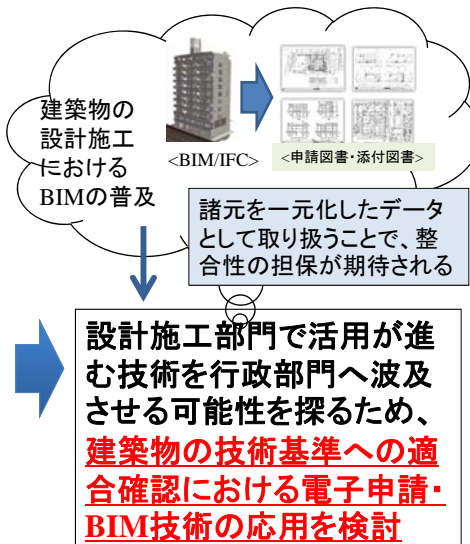 建築物の
設計施工
における
BIMの普及
<BIM/IFC>
<申請図書・添付図書>
諸元を一元化したデータ
として取り扱うことで、整
合性の担保が期待される
設計施工部門で活用が進
む技術を行政部門へ波及
させる可能性を探るため、
建築物の技術基準への適
合確認における電子申請・
BIM技術の応用を検討